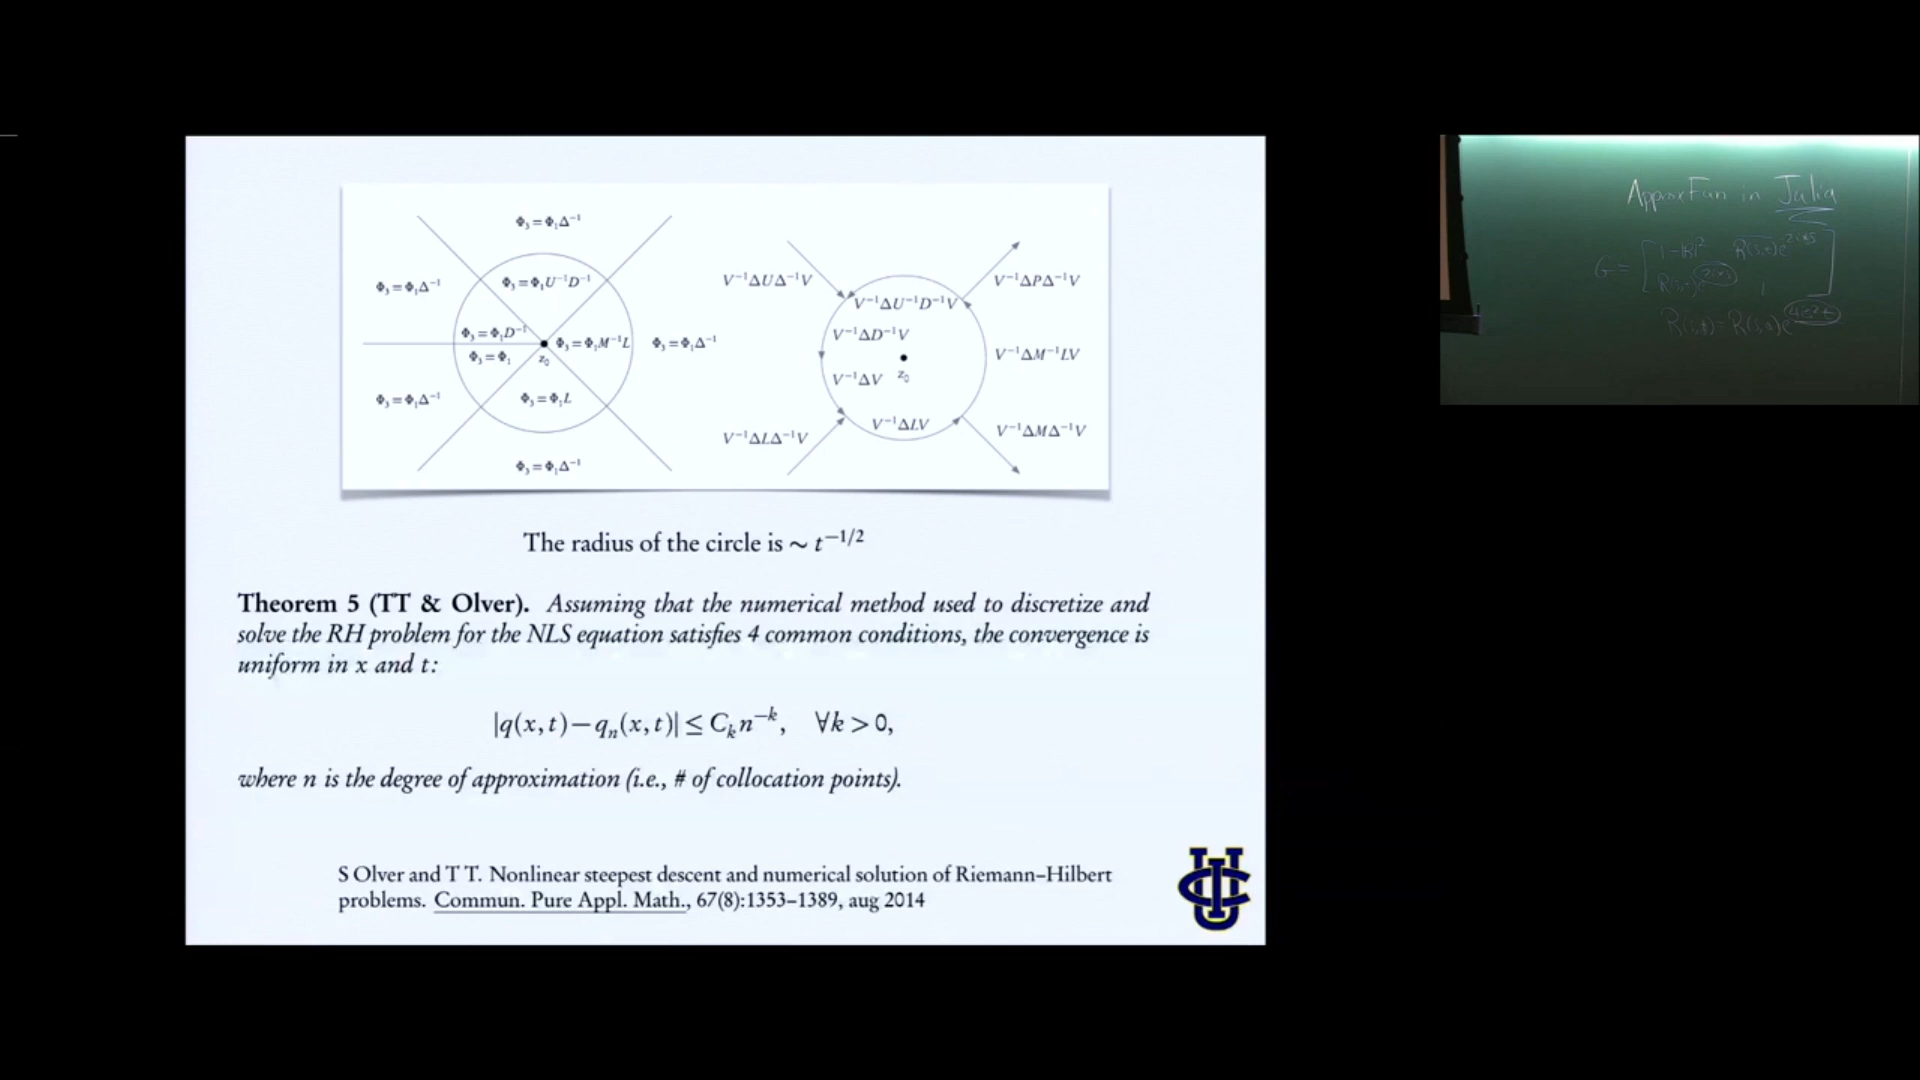 Φ₃=Φ₁Δ⁻¹
Φ₃=Φ₁Δ⁻¹
Φ₃=Φ₁U⁻¹D⁻¹
Φ₃=Φ₁D⁻¹
Φ₃=Φ₁M⁻¹L
Φ₃=Φ₁Δ⁻¹
Φ₃=Φ₁
z₀
Φ₃=Φ₁Δ⁻¹
Φ₃=Φ₁L
Φ₃=Φ₁Δ⁻¹
V⁻¹ΔUΔ⁻¹V
V⁻¹ΔPΔ⁻¹V
V⁻¹ΔU⁻¹D⁻¹V
V⁻¹ΔD⁻¹V
V⁻¹ΔM⁻¹LV
V⁻¹ΔV
z₀
V⁻¹ΔLV
V⁻¹ΔLΔ⁻¹V
V⁻¹ΔMΔ⁻¹V
The radius of the circle is ~ t⁻¹/²
Theorem 5 (TT & Olver). Assuming that the numerical method used to discretize and
solve the RH problem for the NLS equation satisfies 4 common conditions, the convergence is
uniform in x and t:
|q(x,t)−qₙ(x,t)| ≤ Cₖn⁻ᵏ, ∀k > 0,
where n is the degree of approximation (i.e., # of collocation points).
S Olver and T T. Nonlinear steepest descent and numerical solution of Riemann–Hilbert
problems. Commun. Pure Appl. Math., 67(8):1353–1389, aug 2014
UCI
ApproxFun in Julia
G =